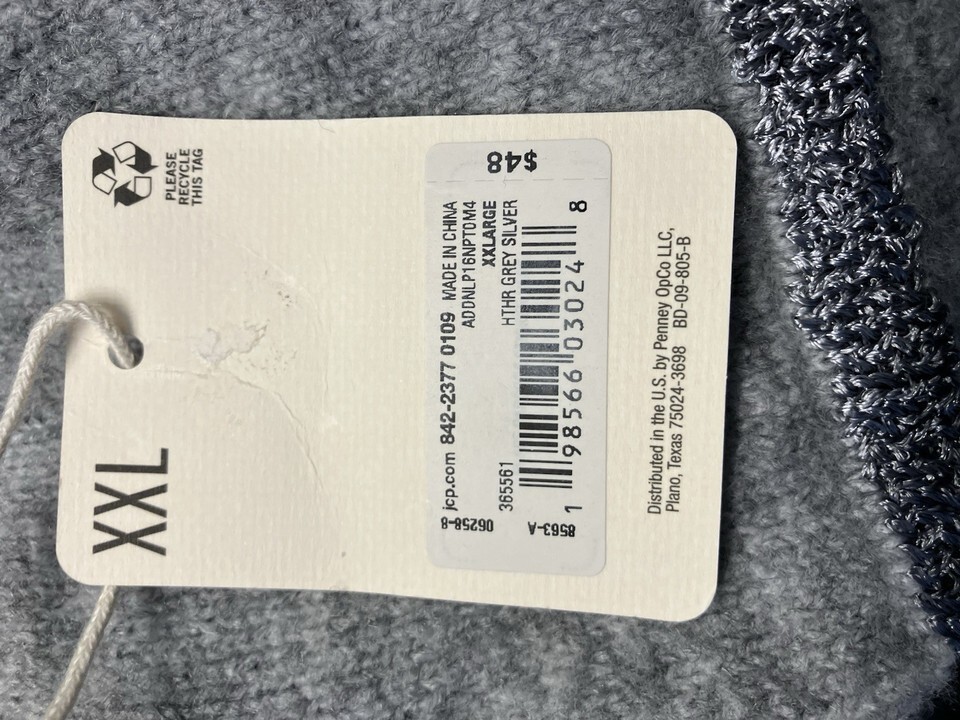 XXL
PLEASE
RECYCLE
THIS TAG
$48
jcp.com 842-2377 0109 MADE IN CHINA
ADDNLP16NPTOM4
XXLARGE
365561 HTHR GREY SILVER
1 98566 03024 8
06258-8
8563-A
Distributed in the U.S. by Penney OpCo LLC,
Plano, Texas 75024-3698 BD-09-805-B